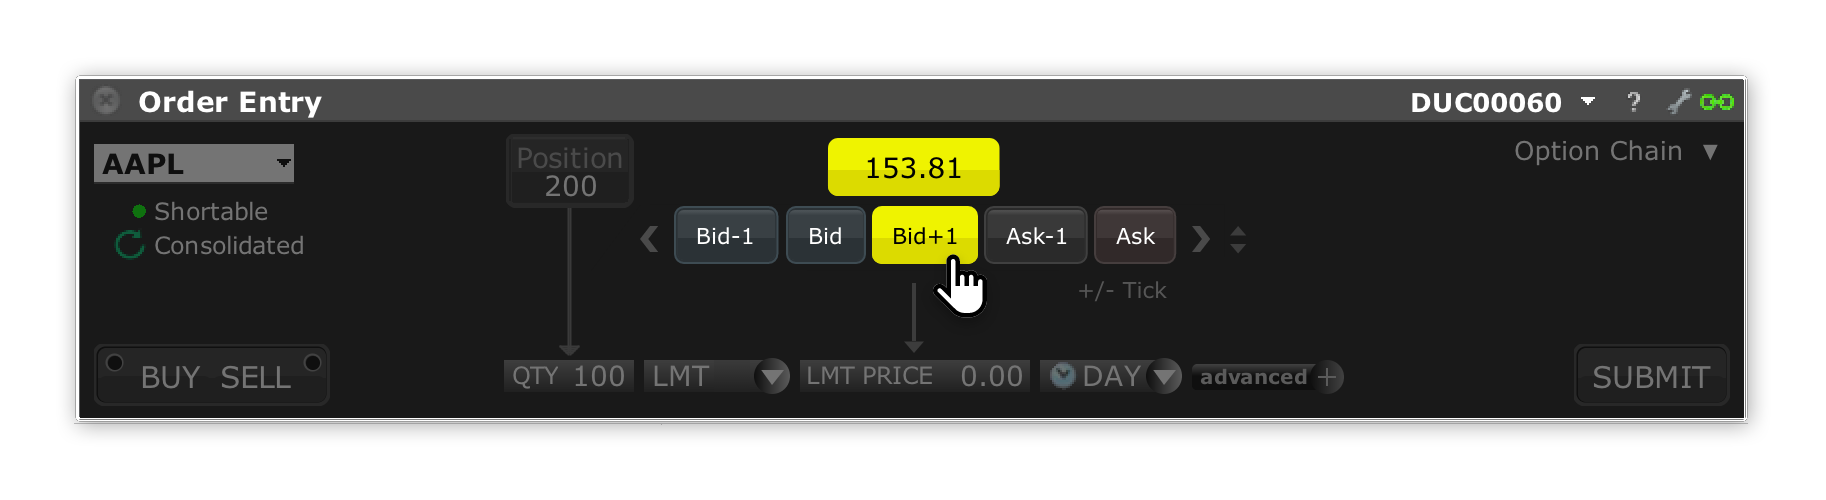 Order Entry
DUC00060 ?
AAPL
Shortable
Consolidated
Position
200
153.81
Option Chain
Bid-1 Bid Bid+1 Ask-1 Ask
+/- Tick
BUY SELL
QTY 100 LMT LMT PRICE 0.00 DAY advanced + SUBMIT